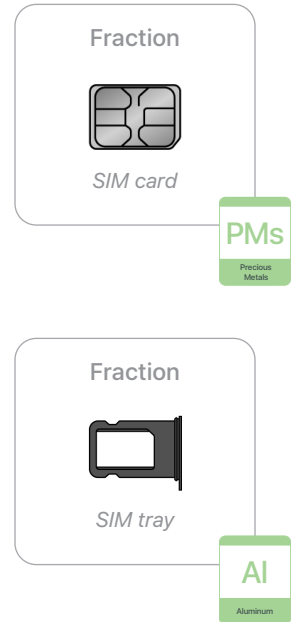 Fraction
SIM card
PMs
Precious
Metals
Fraction
SIM tray
Al
Aluminum